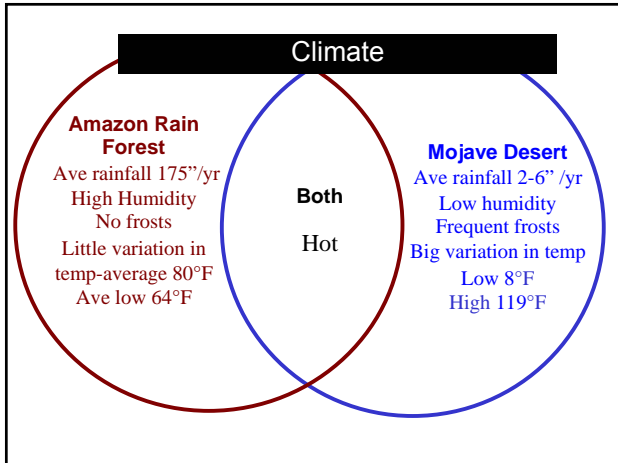 Climate
Amazon Rain
Forest
Ave rainfall 175”/yr
High Humidity
No frosts
Little variation in
temp-average 80°F
Ave low 64°F
Both
Hot
Mojave Desert
Ave rainfall 2-6” /yr
Low humidity
Frequent frosts
Big variation in temp
Low 8°F
High 119°F